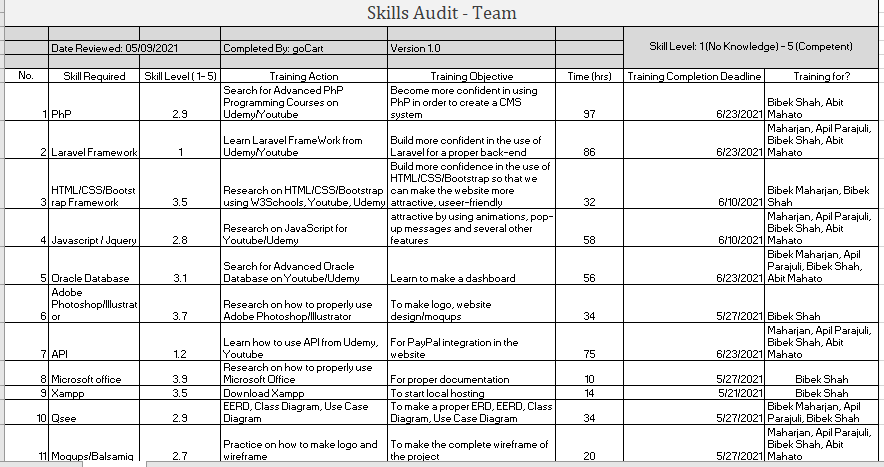 Skills Audit - Team
Date Reviewed: 05/09/2021 Completed By: goCart Version 1.0 Skill Level: 1 (No Knowledge) - 5 (Competent)
No. Skill Required Skill Level ( 1- 5) Training Action Training Objective Time (hrs) Training Completion Deadline Training for?
1 PhP 2.9 Search for Advanced PhP Programming Courses on Udemy/Youtube Become more confident in using PhP in order to create a CMS system 97 6/23/2021 Bibek Shah, Abit Mahato
2 Laravel Framework 1 Learn Laravel FrameWork from Udemy/Youtube Build more confident in the use of Laravel for a proper back-end 86 6/23/2021 Maharjan, Apil Parajuli, Bibek Shah, Abit Mahato
3 HTML/CSS/Bootst rap Framework 3.5 Research on HTML/CSS/Bootstrap using W3Schools, Youtube, Udemy Build more confidence in the use of HTML/CSS/Bootstrap so that we can make the website more attractive, useer-friendly 32 6/10/2021 Bibek Maharjan, Bibek Shah
4 Javascript / Jquery 2.8 Research on JavaScript for Youtube/Udemy attractive by using animations, pop-up messages and several other features 58 6/10/2021 Maharjan, Apil Parajuli, Bibek Shah, Abit Mahato
5 Oracle Database 3.1 Search for Advanced Oracle Database on Youtube/Udemy Learn to make a dashboard 56 6/23/2021 Bibek Maharjan, Apil Parajuli, Bibek Shah, Abit Mahato
6 Adobe Photoshop/Illustrat or 3.7 Research on how to properly use Adobe Photoshop/Illustrator To make logo, website design/moqups 34 5/27/2021 Bibek Shah
7 API 1.2 Learn how to use API from Udemy, Youtube For PayPal integration in the website 75 6/23/2021 Maharjan, Apil Parajuli, Bibek Shah, Abit Mahato
8 Microsoft office 3.9 Research on how to properly use Microsoft Office For proper documentation 10 5/27/2021 Bibek Shah
9 Xampp 3.5 Download Xampp To start local hosting 14 5/21/2021 Bibek Shah
10 Qsee 2.9 EERD, Class Diagram, Use Case Diagram To make a proper ERD, EERD, Class Diagram, Use Case Diagram 34 5/27/2021 Bibek Maharjan, Apil Parajuli, Bibek Shah
11 Moqups/Balsamiq 2.7 Practice on how to make logo and wireframe To make the complete wireframe of the project 20 5/27/2021 Maharjan, Apil Parajuli, Bibek Shah, Abit Mahato